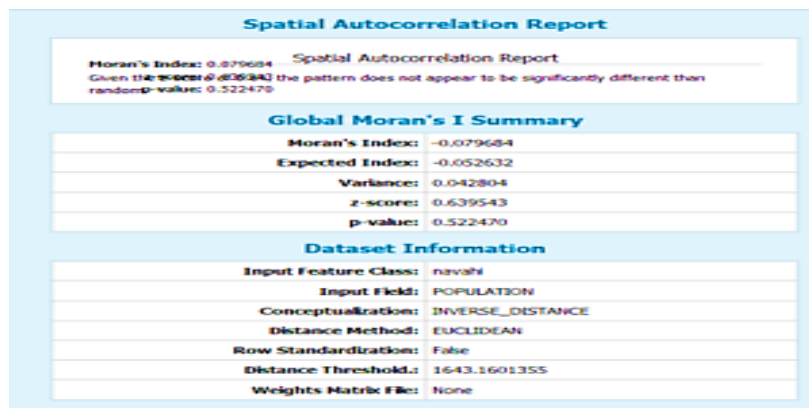 Spatial Autocorrelation Report
Spatial Autocorrelation Report
Moran's Index: 0.079684
Given the the pattern does not appear to be significantly different than
random.
p-value: 0.522470
Global Moran's I Summary
Moran's Index: -0.079684
Expected Index: -0.052632
Variance: 0.042804
z-score: 0.639543
p-value: 0.522470
Dataset Information
Input Feature Class: navahi
Input Field: POPULATION
Conceptualization: INVERSE_DISTANCE
Distance Method: EUCLIDEAN
Row Standardization: False
Distance Threshold.: 1643.1601355
Weights Matrix File: None